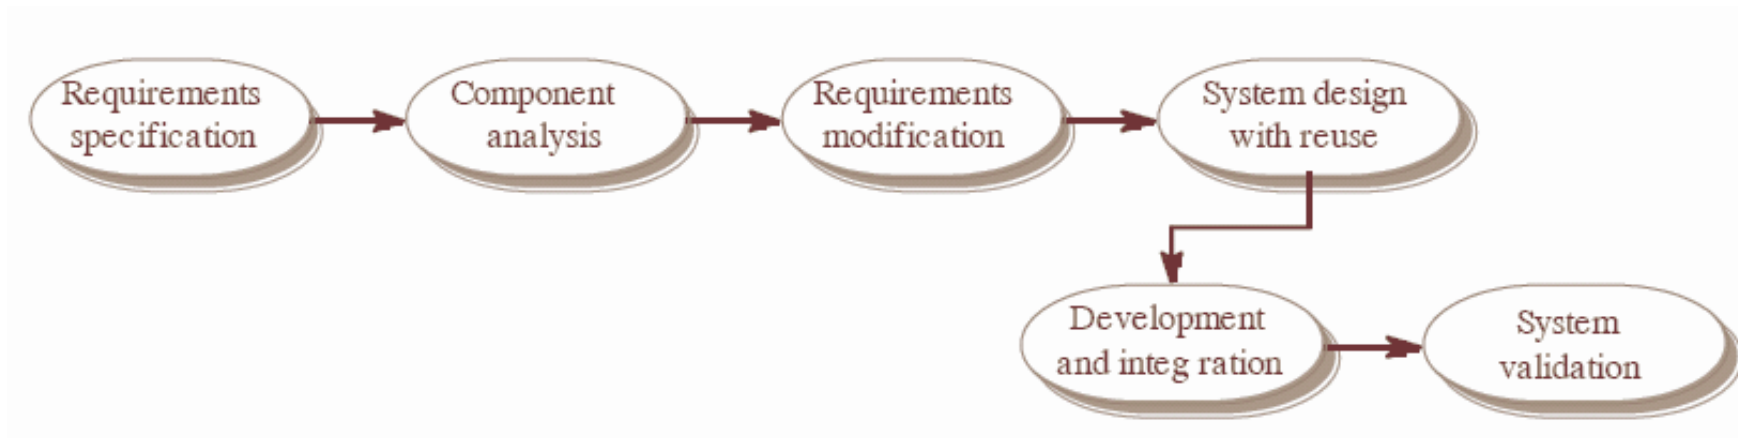 Requirements
specification
Component
analysis
Requirements
modification
System design
with reuse
Development
and integ ration
System
validation